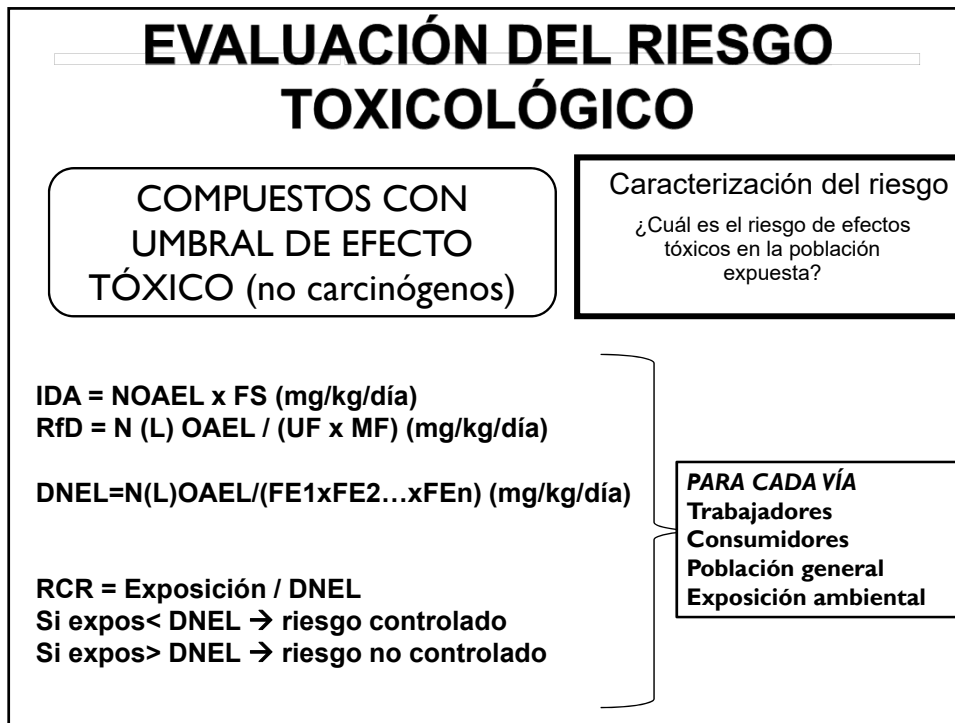 EVALUACIÓN DEL RIESGO
TOXICOLÓGICO
COMPUESTOS CON
UMBRAL DE EFECTO
TÓXICO (no carcinógenos)
Caracterización del riesgo
¿Cuál es el riesgo de efectos
tóxicos en la población
expuesta?
IDA = NOAEL x FS (mg/kg/día)
RfD = N (L) OAEL / (UF x MF) (mg/kg/día)
DNEL=N(L)OAEL/(FE1xFE2...xFEn) (mg/kg/día)
RCR = Exposición / DNEL
Si expos< DNEL → riesgo controlado
Si expos> DNEL → riesgo no controlado
PARA CADA VÍA
Trabajadores
Consumidores
Población general
Exposición ambiental